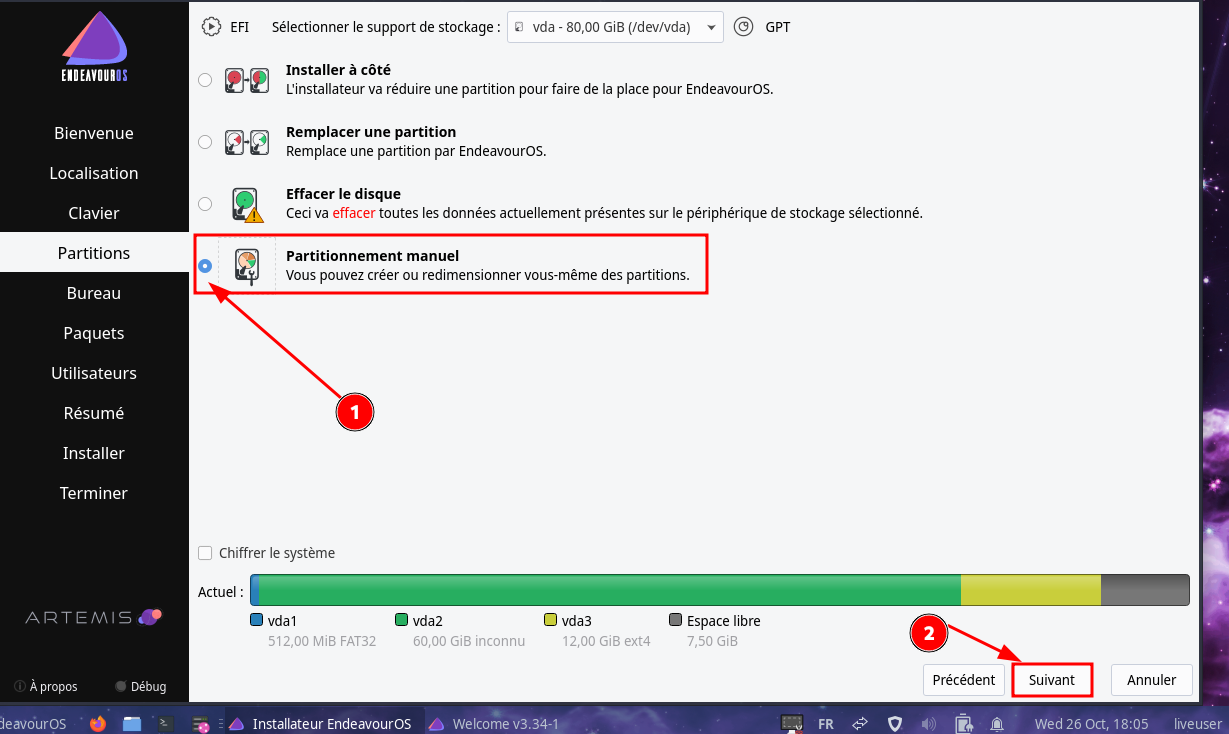 EFI
Sélectionner le support de stockage :
vda - 80,00 GiB (/dev/vda)
GPT
ENDEAVOUROS
Installer à côté
L'installateur va réduire une partition pour faire de la place pour EndeavourOS.
Remplacer une partition
Remplace une partition par EndeavourOS.
Effacer le disque
Ceci va effacer toutes les données actuellement présentes sur le périphérique de stockage sélectionné.
Partitionnement manuel
Vous pouvez créer ou redimensionner vous-même des partitions.
1
Bienvenue
Localisation
Clavier
Partitions
Bureau
Paquets
Utilisateurs
Résumé
Installer
Terminer
ARTEMIS
À propos
Débug
Chiffrer le système
Actuel :
vda1
512,00 MiB FAT32
vda2
60,00 GiB inconnu
vda3
12,00 GiB ext4
Espace libre
7,50 GiB
2
Précédent
Suivant
Annuler
deavourOS
Installateur EndeavourOS
Welcome v3.34-1
FR
Wed 26 Oct, 18:05
liveuser